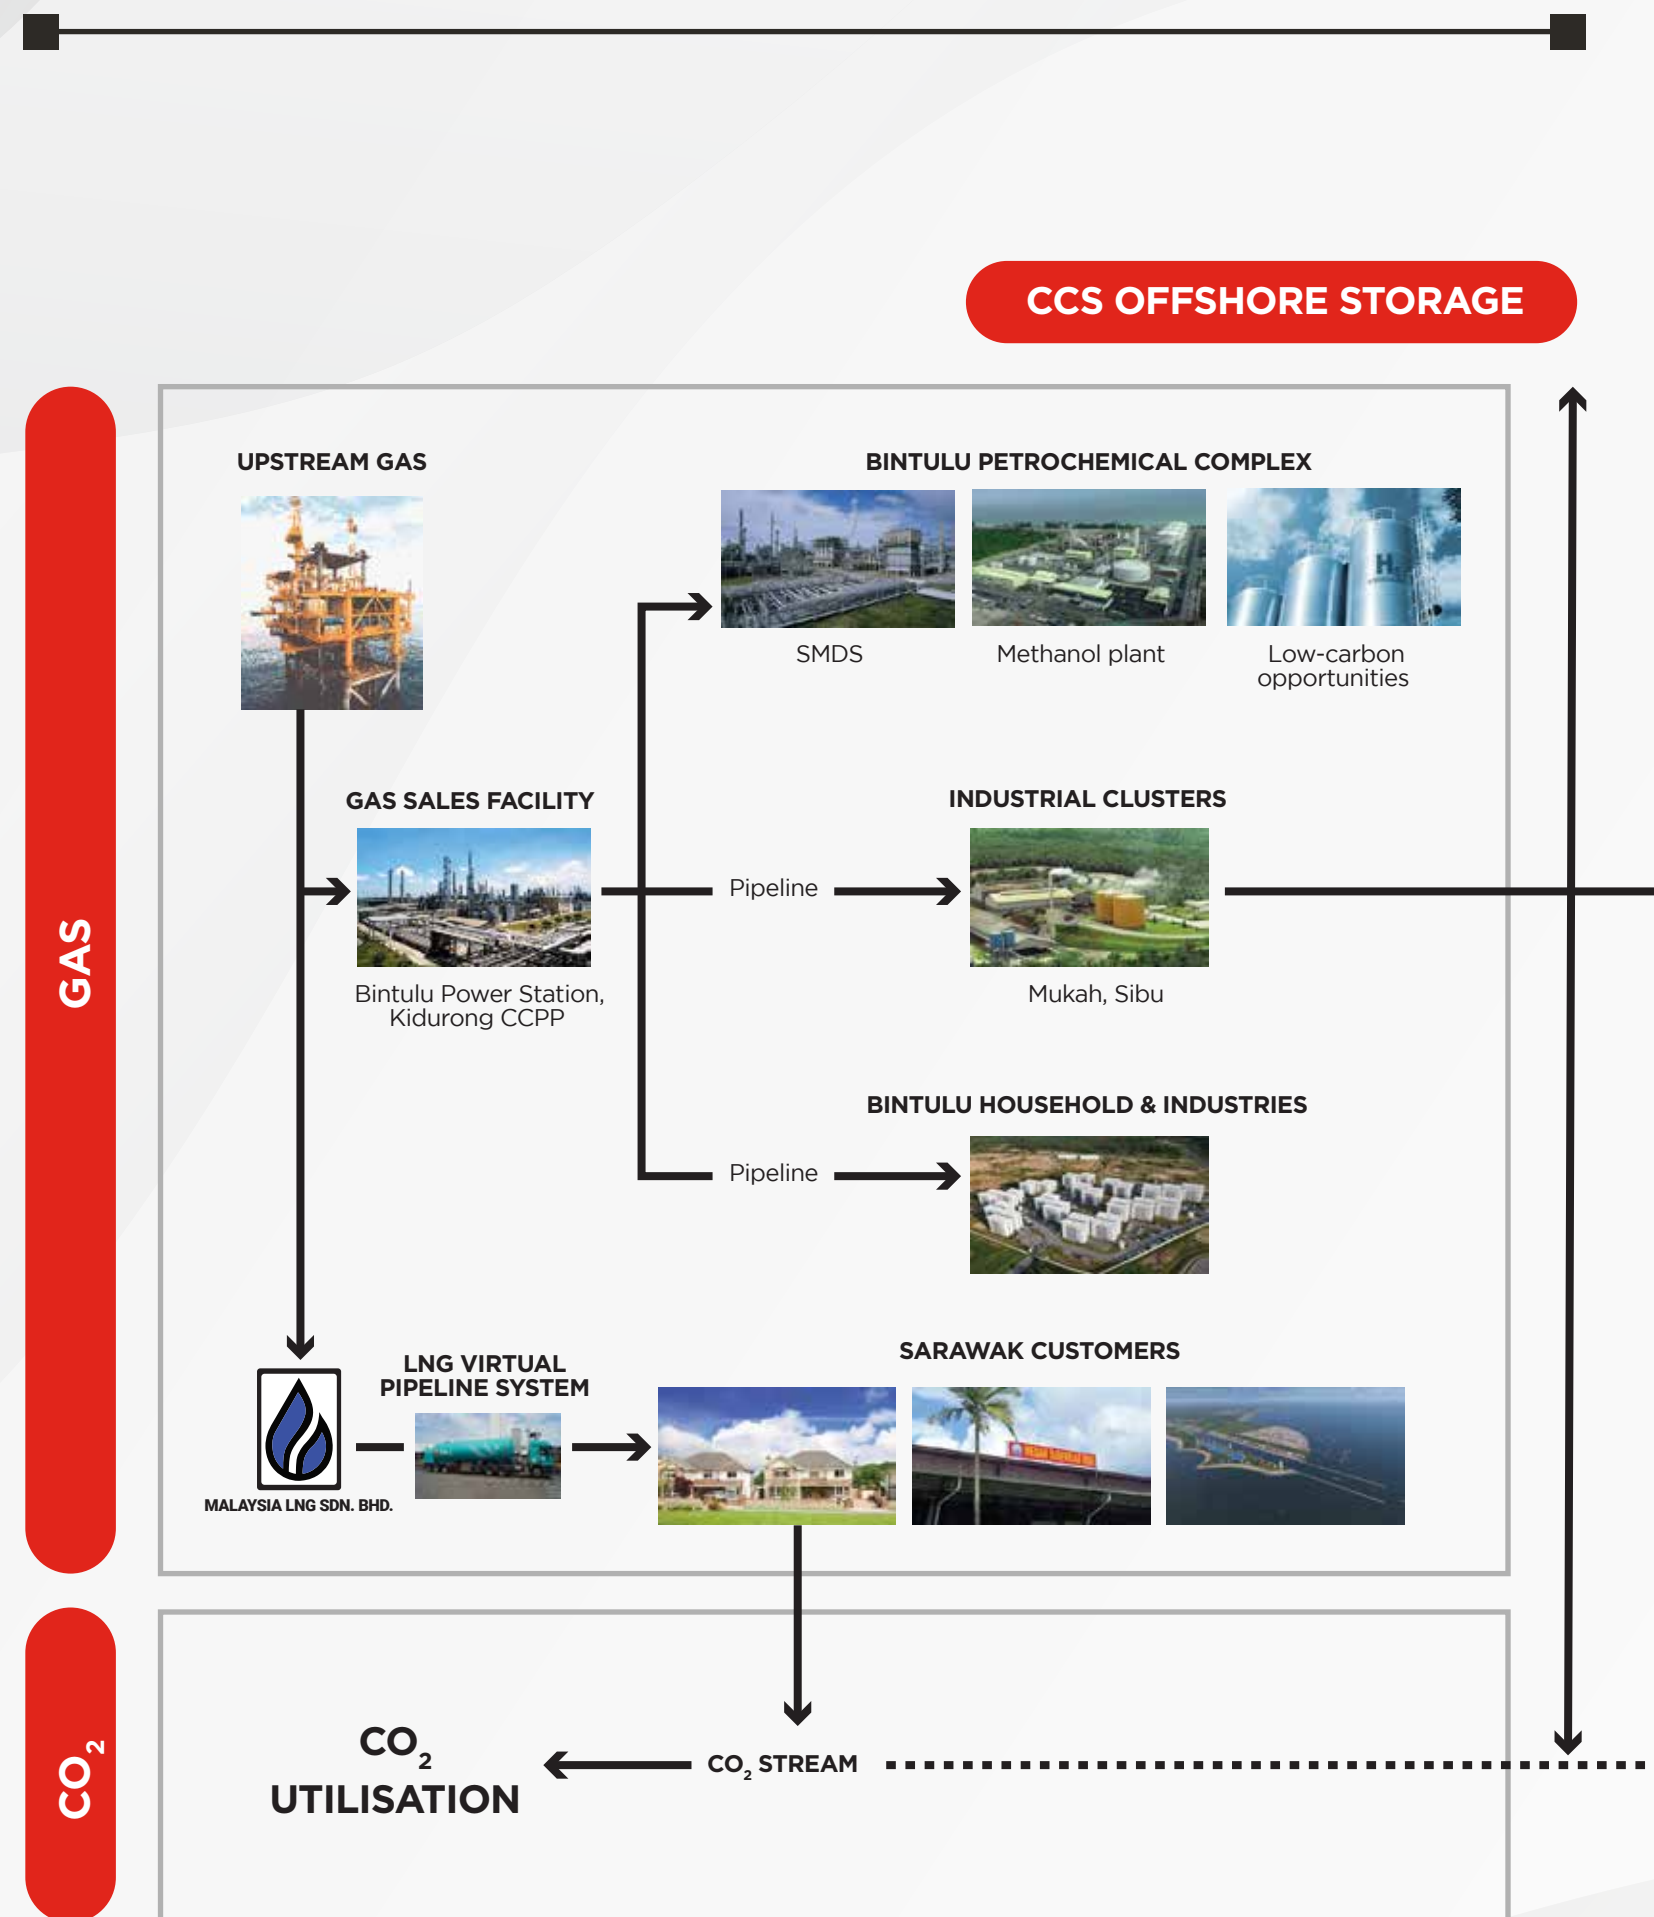 CCS OFFSHORE STORAGE
GAS
UPSTREAM GAS
BINTULU PETROCHEMICAL COMPLEX
H₂
SMDS
Methanol plant
Low-carbon
opportunities
GAS SALES FACILITY
Bintulu Power Station,
Kidurong CCPP
Pipeline
INDUSTRIAL CLUSTERS
Mukah, Sibu
BINTULU HOUSEHOLD & INDUSTRIES
Pipeline
MALAYSIA LNG SDN. BHD.
LNG VIRTUAL
PIPELINE SYSTEM
SARAWAK CUSTOMERS
CO₂
CO₂
UTILISATION
CO₂ STREAM